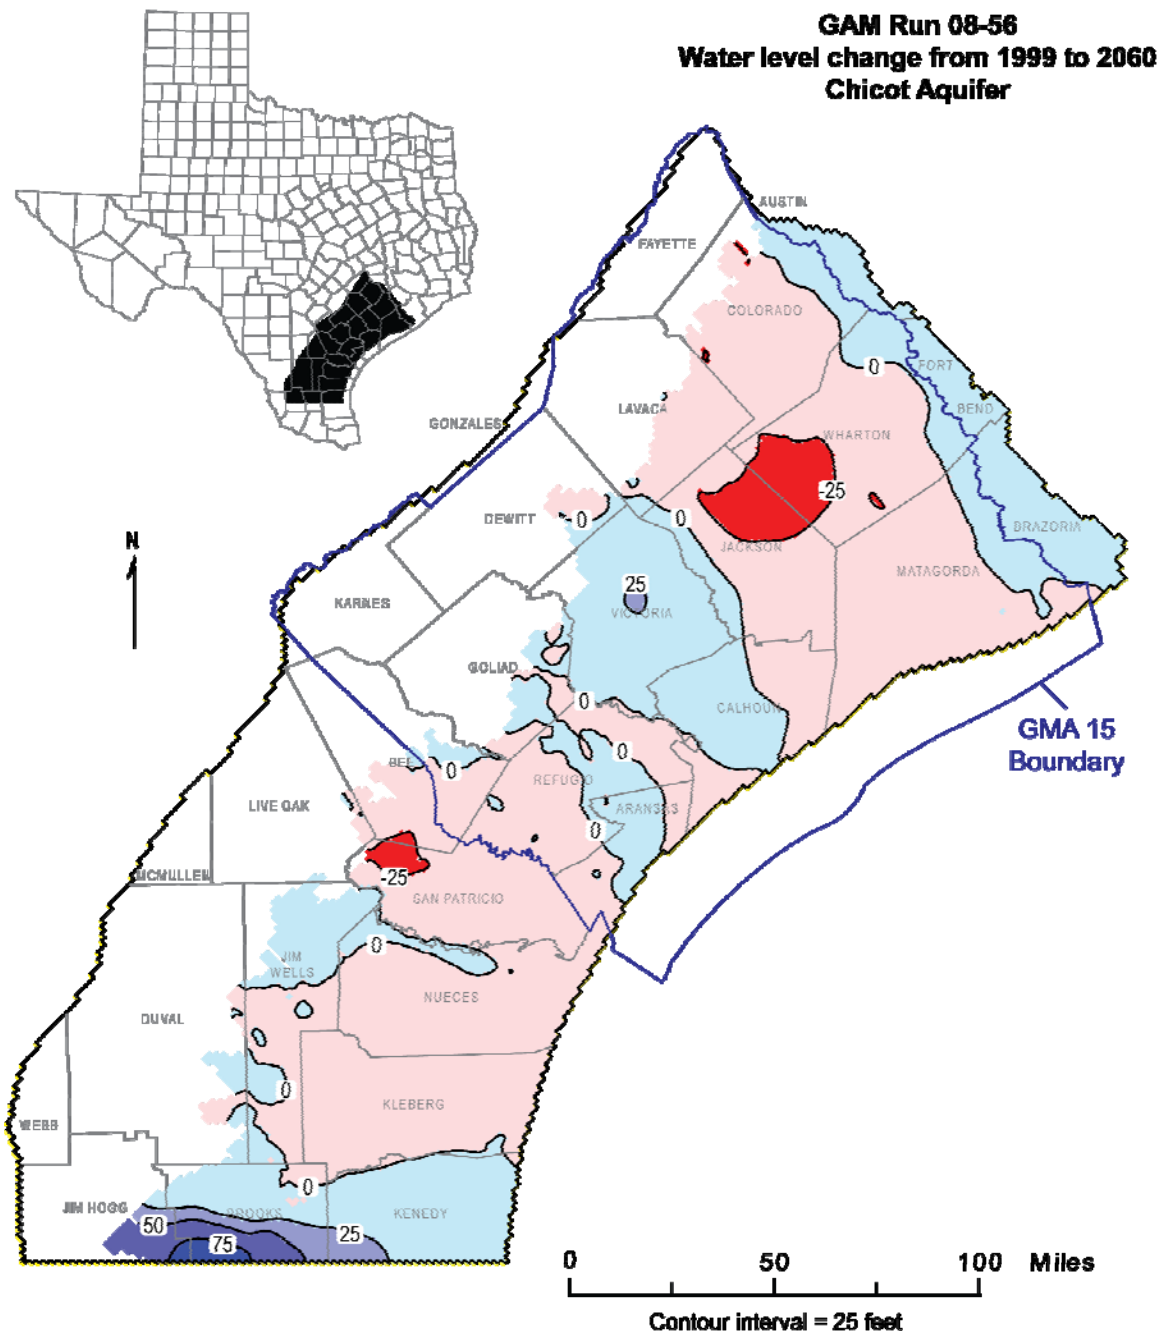 GAM Run 08-56
Water level change from 1999 to 2060
Chicot Aquifer
AUSTIN
FAYETTE
COLORADO
0
FORT
BEND
LAVACA
GONZALES
WHARTON
-25
DEWITT
0
0
BRAZORIA
N
JACKSON
MATAGORDA
25
VICTORIA
KARNES
GOLIAD
0
CALHOUN
GMA 15
Boundary
0
BEE
0
REFUGIO
LIVE OAK
ARANSAS
0
MCMULLEN
-25
SAN PATRICIO
0
JIM
WELLS
NUECES
DUVAL
0
KLEBERG
WEBB
0
JIM HOGG
BROOKS
KENEDY
50
25
75
0
50
100
Miles
Contour interval = 25 feet